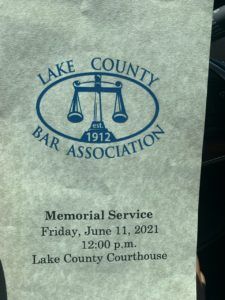 LAKE COUNTY
est.
1912
BAR ASSOCIATION
Memorial Service
Friday, June 11, 2021
12:00 p.m.
Lake County Courthouse